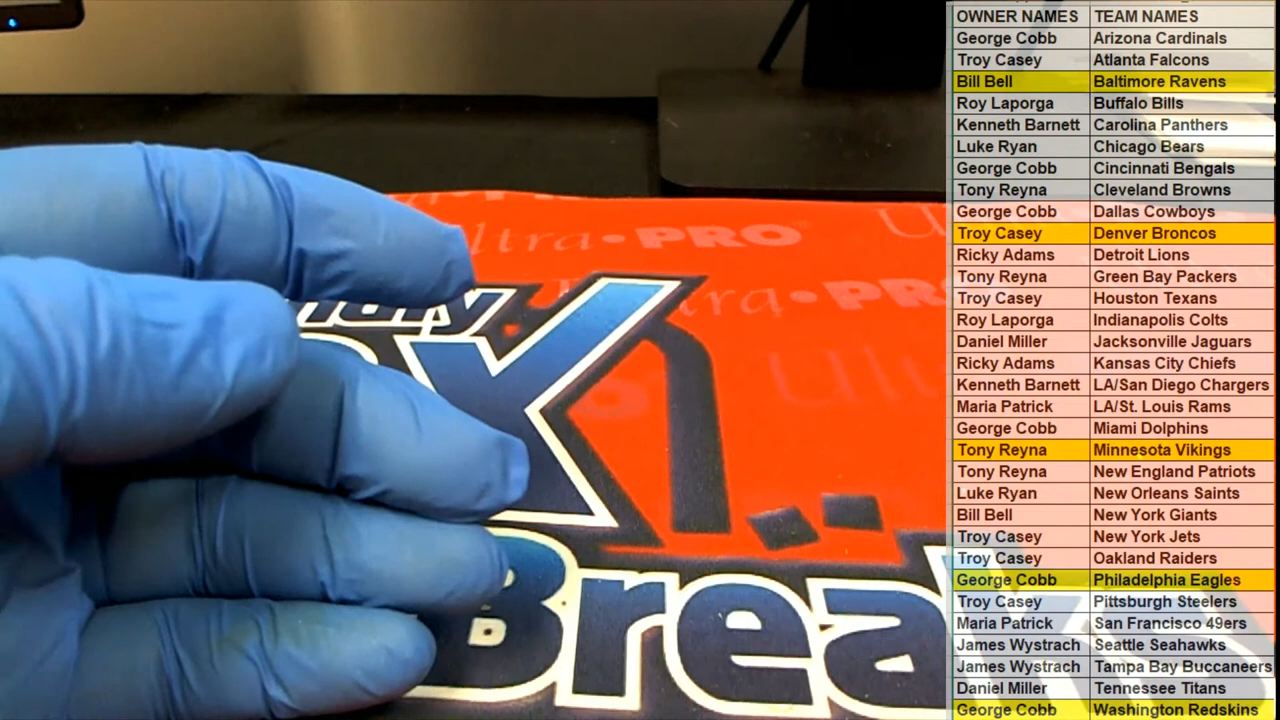 OWNER NAMES TEAM NAMES
George Cobb Arizona Cardinals
Troy Casey Atlanta Falcons
Bill Bell Baltimore Ravens
Roy Laporga Buffalo Bills
Kenneth Barnett Carolina Panthers
Luke Ryan Chicago Bears
George Cobb Cincinnati Bengals
Tony Reyna Cleveland Browns
George Cobb Dallas Cowboys
Troy Casey Denver Broncos
Ricky Adams Detroit Lions
Tony Reyna Green Bay Packers
Troy Casey Houston Texans
Roy Laporga Indianapolis Colts
Daniel Miller Jacksonville Jaguars
Ricky Adams Kansas City Chiefs
Kenneth Barnett LA/San Diego Chargers
Maria Patrick LA/St. Louis Rams
George Cobb Miami Dolphins
Tony Reyna Minnesota Vikings
Tony Reyna New England Patriots
Luke Ryan New Orleans Saints
Bill Bell New York Giants
Troy Casey New York Jets
Troy Casey Oakland Raiders
George Cobb Philadelphia Eagles
Troy Casey Pittsburgh Steelers
Maria Patrick San Francisco 49ers
James Wystrach Seattle Seahawks
James Wystrach Tampa Bay Buccaneers
Daniel Miller Tennessee Titans
George Cobb Washington Redskins
Ultra•PRO
Breaks